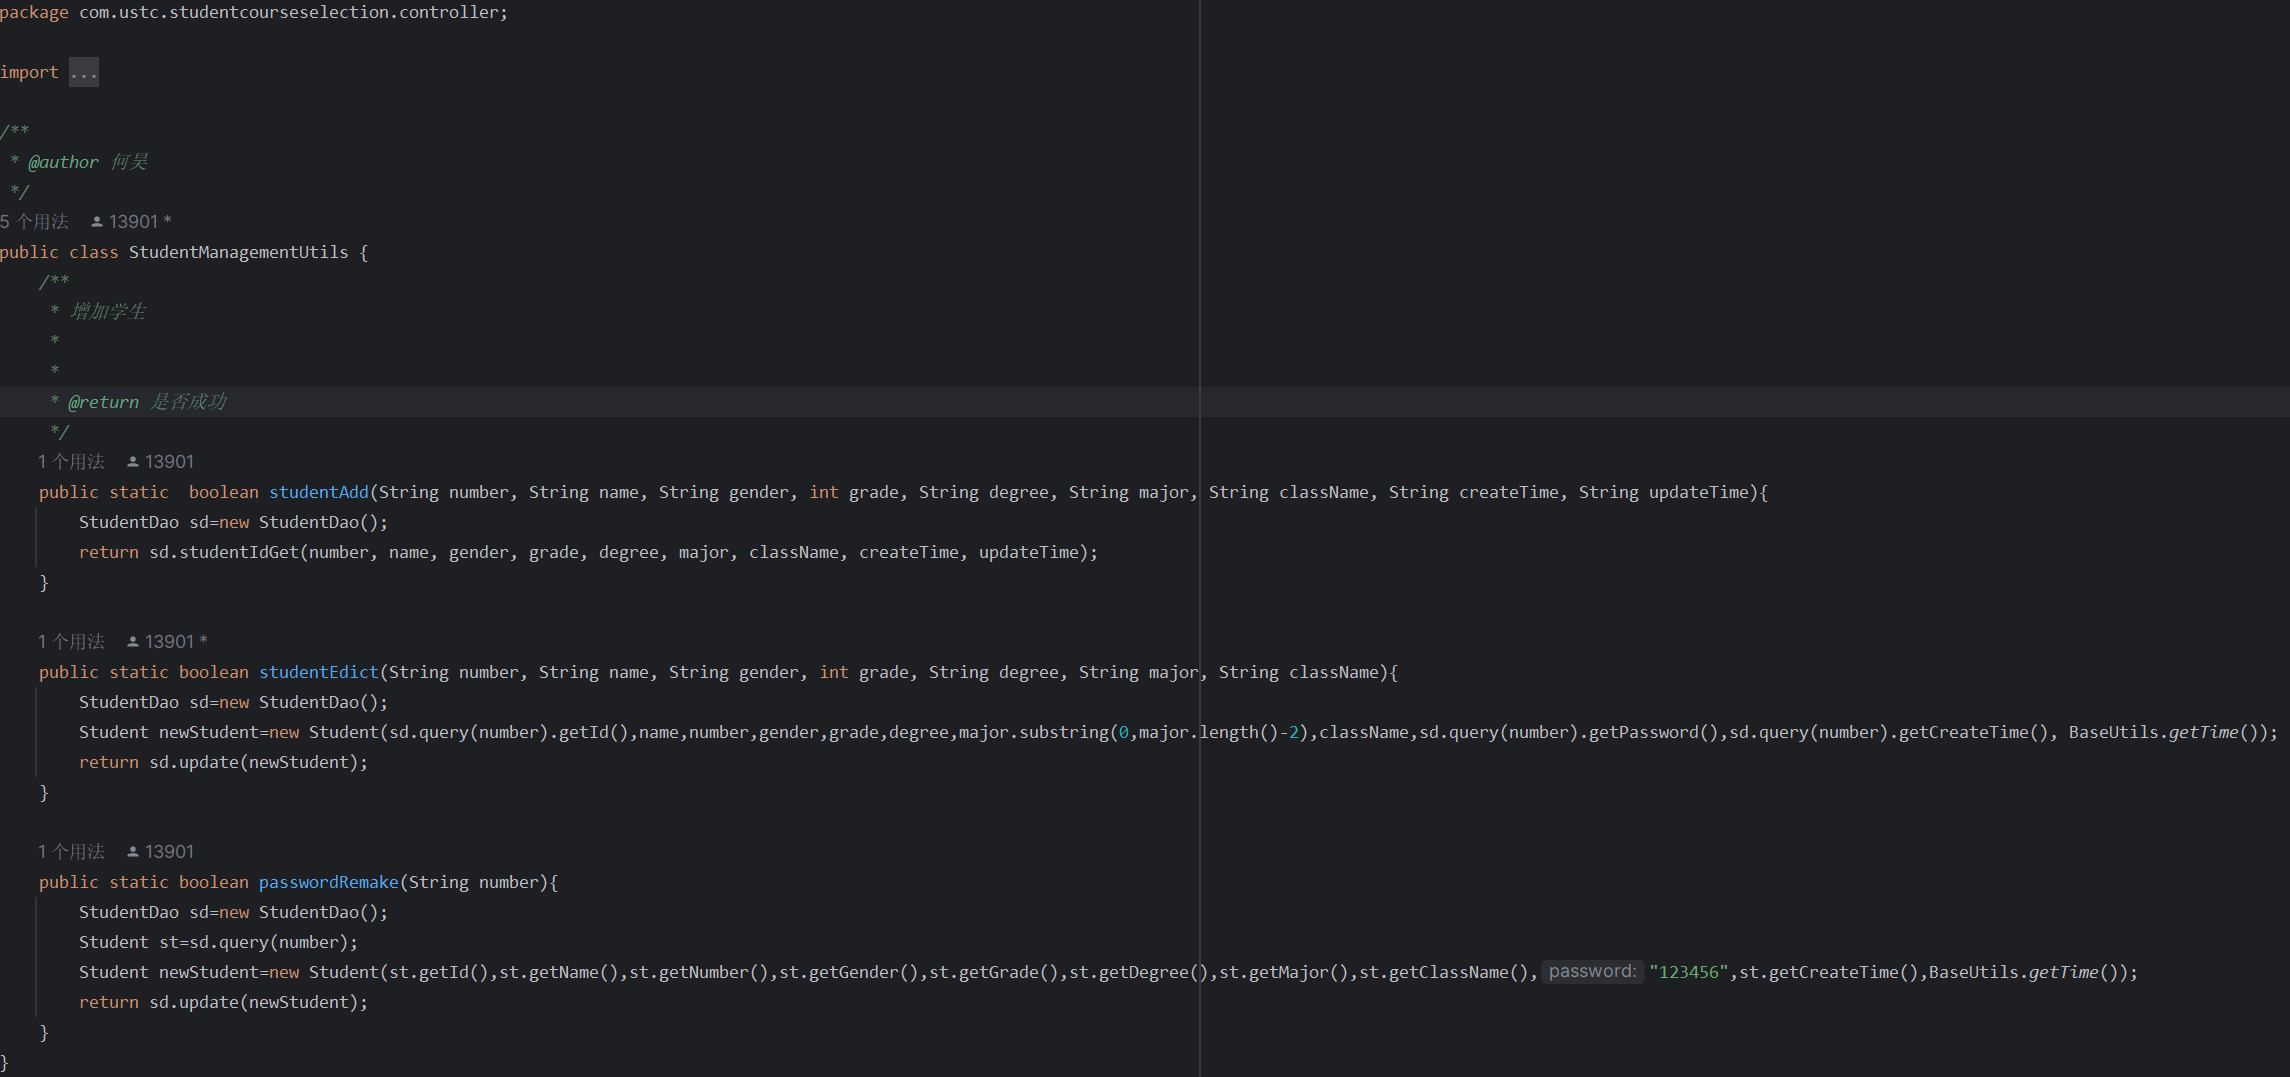 package com.ustc.studentcourseselection.controller;
import ...
/**
 * @author 何昊
 */
5 个用法 13901 *
public class StudentManagementUtils {
    /**
     * 增加学生
     *
     *
     * @return 是否成功
     */
    1 个用法 13901
    public static  boolean studentAdd(String number, String name, String gender, int grade, String degree, String major, String className, String createTime, String updateTime){
        StudentDao sd=new StudentDao();
        return sd.studentIdGet(number, name, gender, grade, degree, major, className, createTime, updateTime);
    }
    1 个用法 13901 *
    public static boolean studentEdict(String number, String name, String gender, int grade, String degree, String major, String className){
        StudentDao sd=new StudentDao();
        Student newStudent=new Student(sd.query(number).getId(),name,number,gender,grade,degree,major.substring(0,major.length()-2),className,sd.query(number).getPassword(),sd.query(number).getCreateTime(), BaseUtils.getTime());
        return sd.update(newStudent);
    }
    1 个用法 13901
    public static boolean passwordRemake(String number){
        StudentDao sd=new StudentDao();
        Student st=sd.query(number);
        Student newStudent=new Student(st.getId(),st.getName(),st.getNumber(),st.getGender(),st.getGrade(),st.getDegree(),st.getMajor(),st.getClassName(), password: "123456",st.getCreateTime(),BaseUtils.getTime());
        return sd.update(newStudent);
    }
}